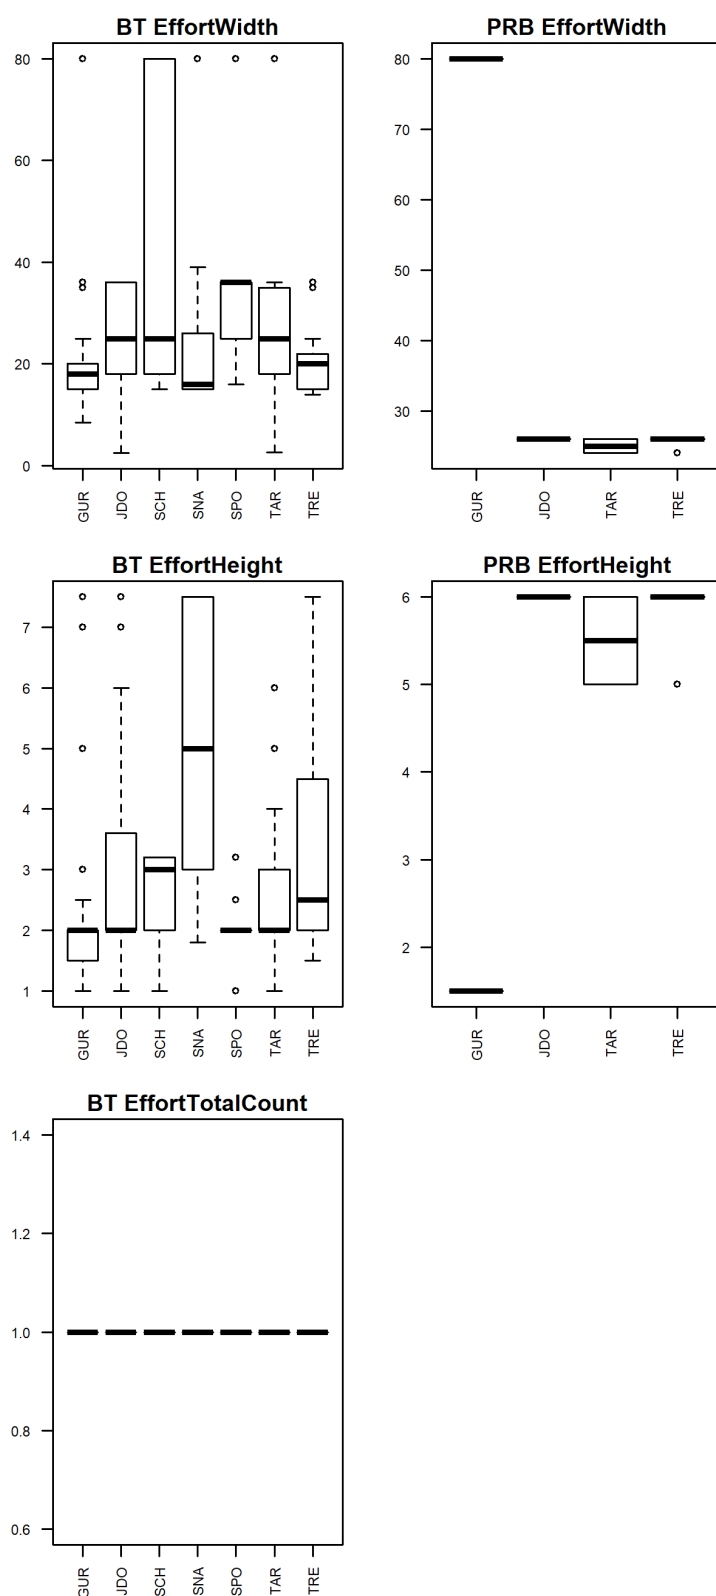 BT EffortWidth
80
60
40
20
0
GUR JDO SCH SNA SPO TAR TRE
PRB EffortWidth
80
70
60
50
40
30
GUR JDO TAR TRE
BT EffortHeight
7
6
5
4
3
2
1
GUR JDO SCH SNA SPO TAR TRE
PRB EffortHeight
6
5
4
3
2
GUR JDO TAR TRE
BT EffortTotalCount
1.4
1.2
1.0
0.8
0.6
GUR JDO SCH SNA SPO TAR TRE